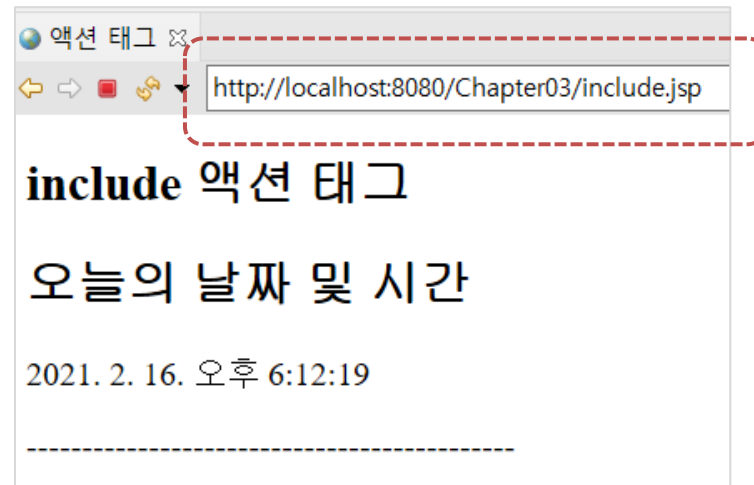 액션 태그
http://localhost:8080/Chapter03/include.jsp
include 액션 태그
오늘의 날짜 및 시간
2021. 2. 16. 오후 6:12:19
-------------------------------------------